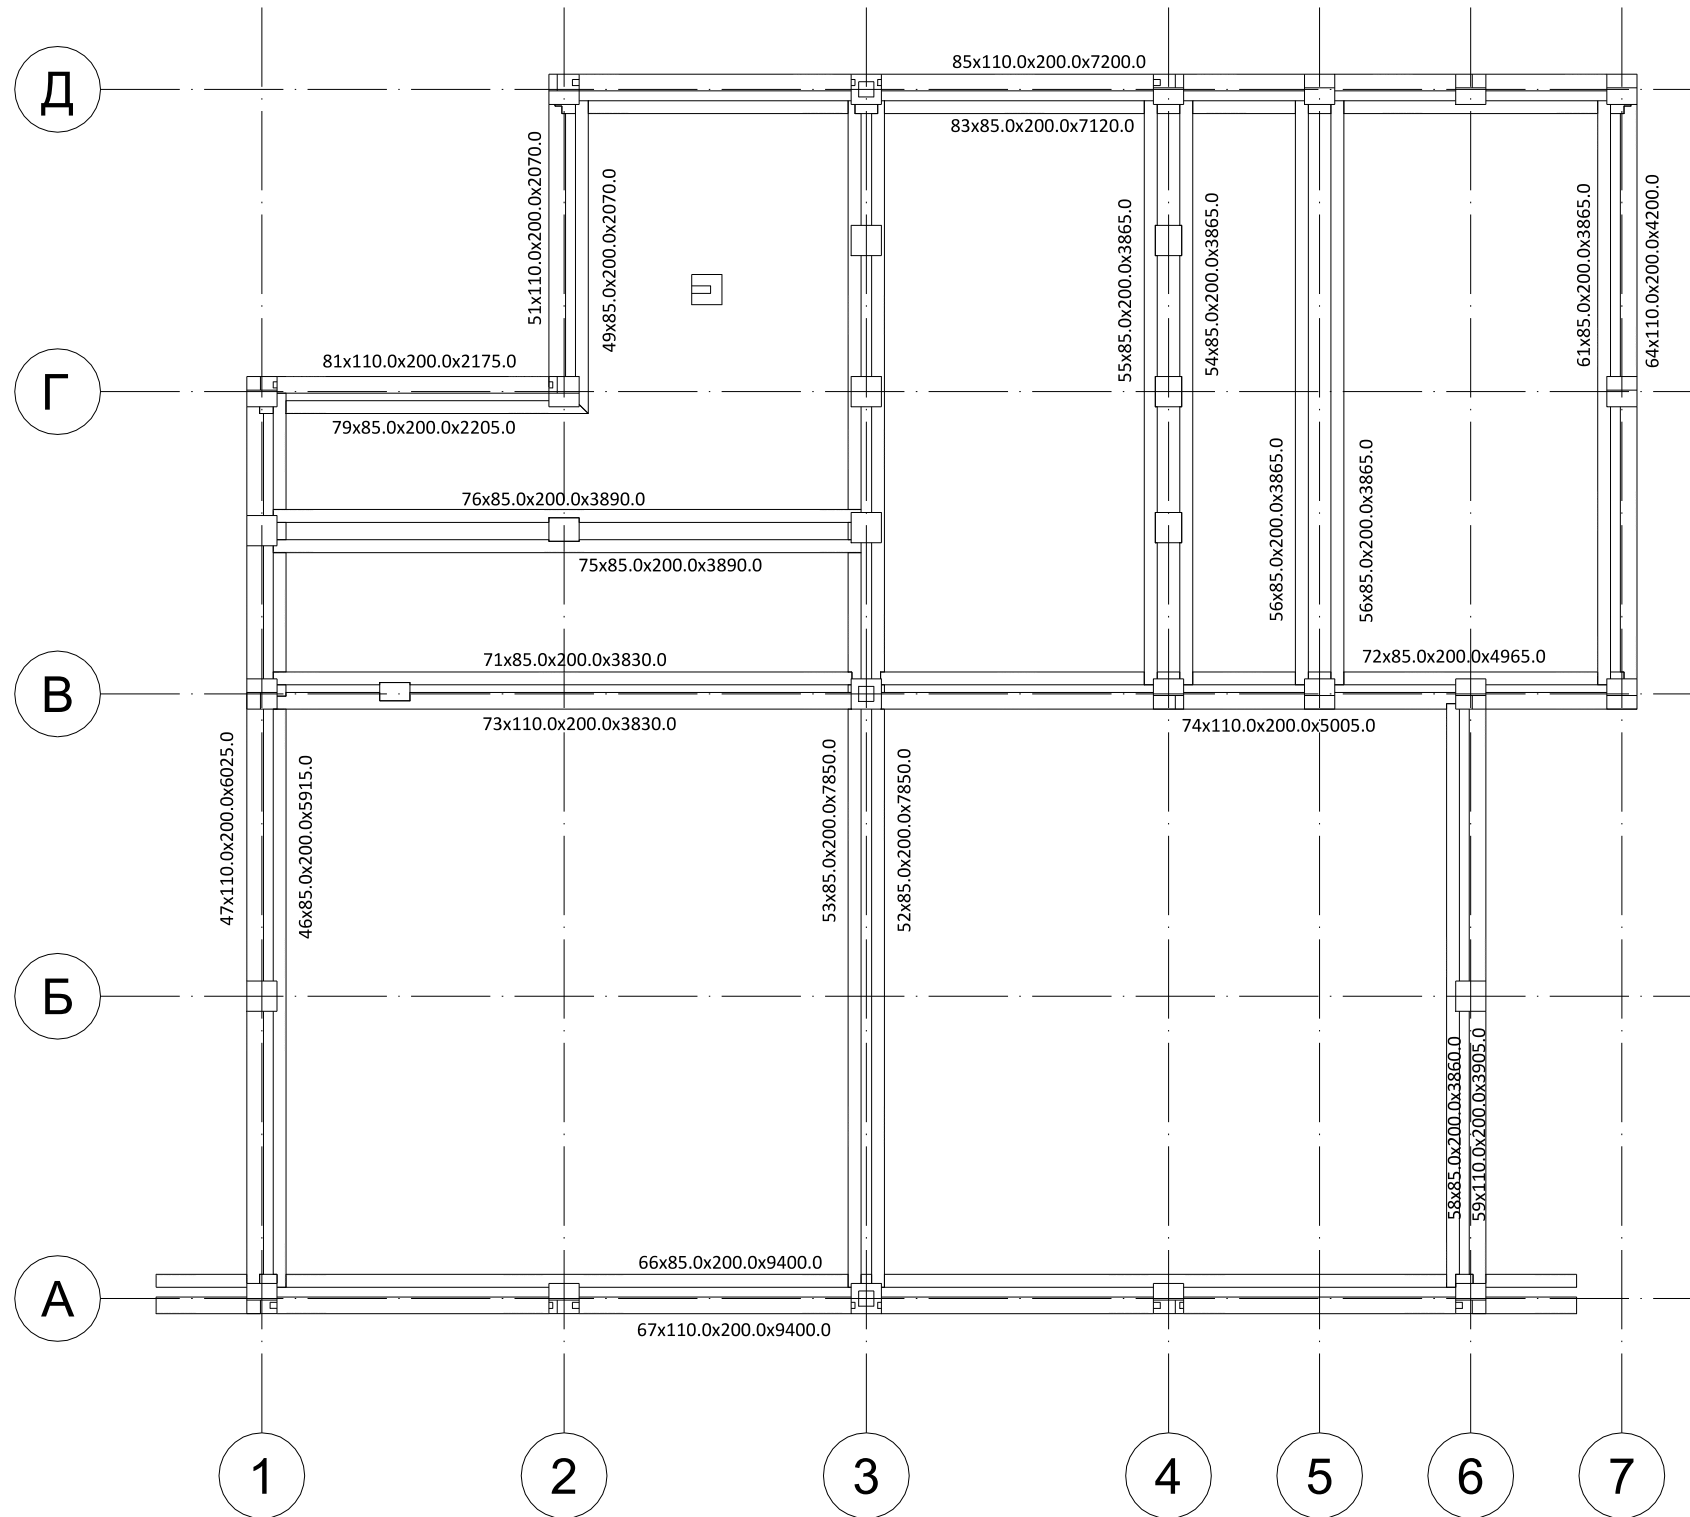 Д
85x110.0x200.0x7200.0
83x85.0x200.0x7120.0
51x110.0x200.0x2070.0
49x85.0x200.0x2070.0
55x85.0x200.0x3865.0
54x85.0x200.0x3865.0
61x85.0x200.0x3865.0
64x110.0x200.0x4200.0
Г
81x110.0x200.0x2175.0
79x85.0x200.0x2205.0
76x85.0x200.0x3890.0
75x85.0x200.0x3890.0
56x85.0x200.0x3865.0
56x85.0x200.0x3865.0
71x85.0x200.0x3830.0
72x85.0x200.0x4965.0
В
73x110.0x200.0x3830.0
74x110.0x200.0x5005.0
47x110.0x200.0x6025.0
46x85.0x200.0x5915.0
53x85.0x200.0x7850.0
52x85.0x200.0x7850.0
Б
58x85.0x200.0x3860.0
59x110.0x200.0x3905.0
66x85.0x200.0x9400.0
А
67x110.0x200.0x9400.0
1
2
3
4
5
6
7